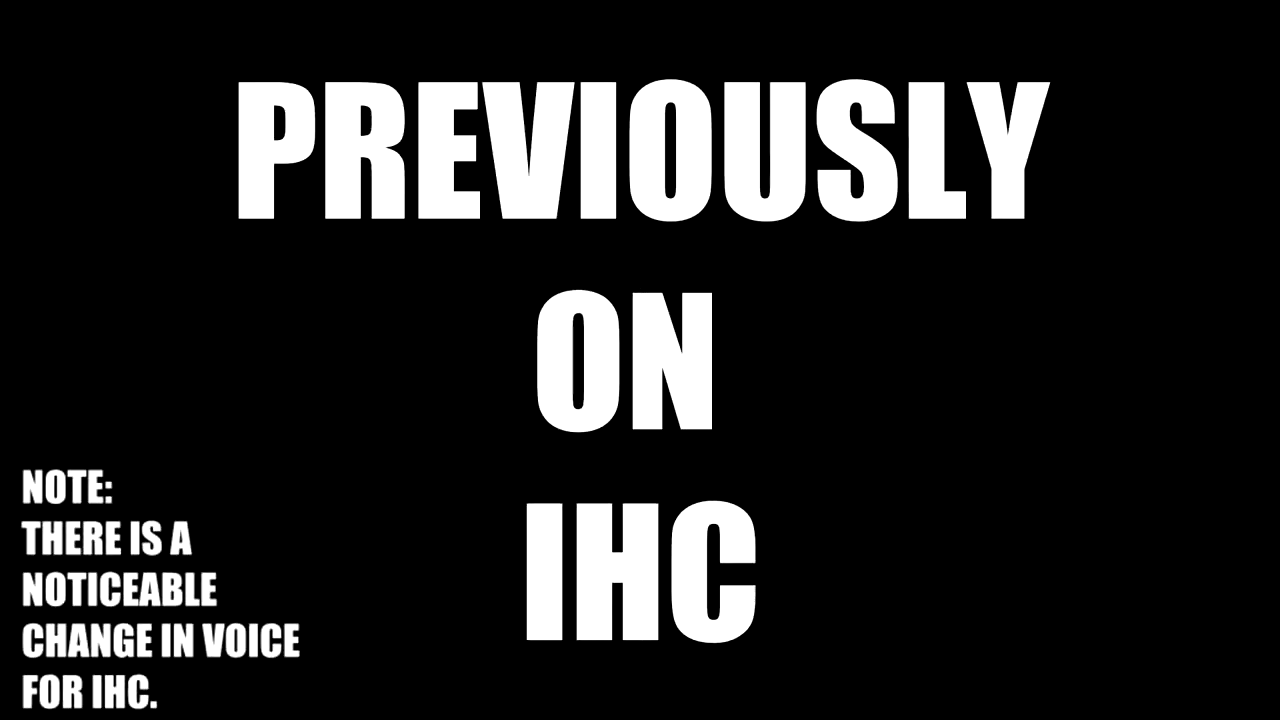 PREVIOUSLY
ON
IHC
NOTE:
THERE IS A
NOTICEABLE
CHANGE IN VOICE
FOR IHC.